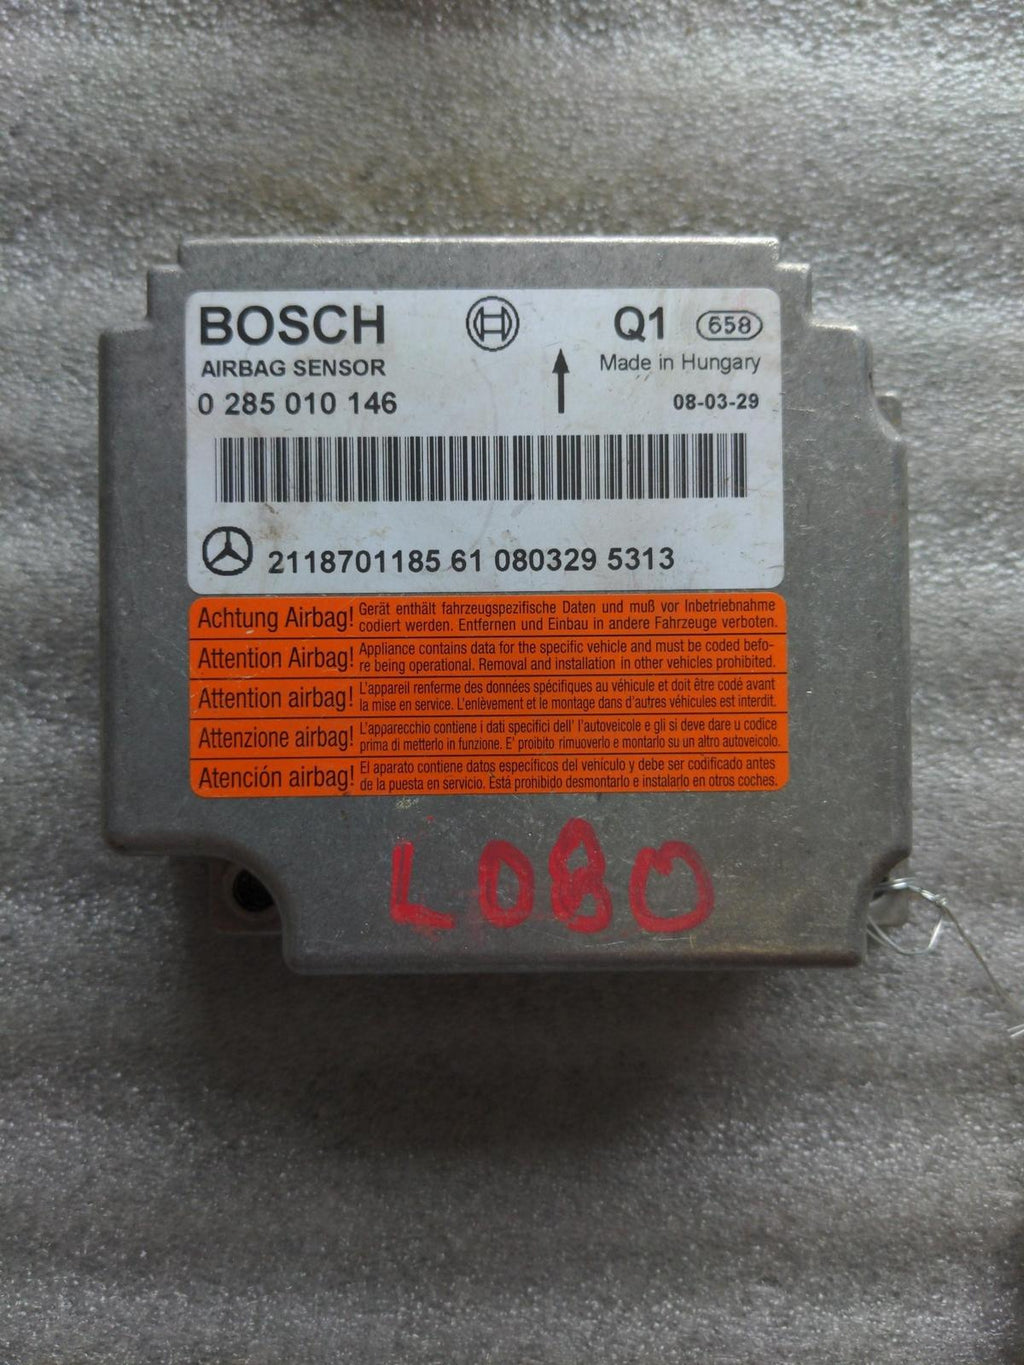 BOSCH
Q1 658
AIRBAG SENSOR
Made in Hungary
0 285 010 146
08-03-29
2118701185 61 080329 5313
Achtung Airbag! Gerät enthält fahrzeugspezifische Daten und muß vor Inbetriebnahme
codiert werden. Entfernen und Einbau in andere Fahrzeuge verboten.
Attention Airbag! Appliance contains data for the specific vehicle and must be coded befo-
re being operational. Removal and installation in other vehicles prohibited.
Attention airbag! L'appareil renferme des données spécifiques au véhicule et doit être codé avant
la mise en service. L'enlèvement et le montage dans d'autres véhicules est interdit.
Attenzione airbag! L'apparecchio contiene i dati specifici dell' l'autoveicole e gli si deve dare u codice
prima di metterlo in funzione. E' proibito rimuoverlo e montarlo su un altro autoveicolo.
Atención airbag! El aparato contiene datos específicos del vehículo y debe ser codificado antes
de la puesta en servicio. Está prohibido desmontarlo e instalarlo en otros coches.
LOBO